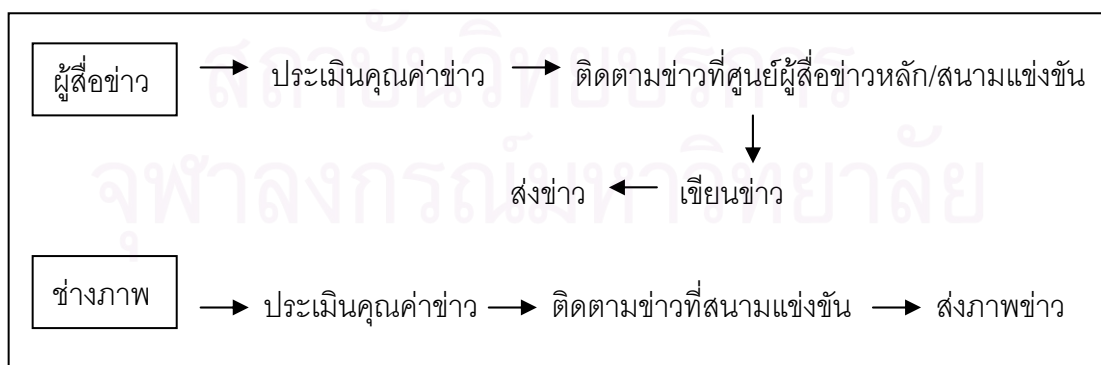 สถาบันวิทยบริการ
ผู้สื่อข่าว ประเมินคุณค่าข่าว ติดตามข่าวที่ศูนย์ผู้สื่อข่าวหลัก/สนามแข่งขัน
จุฬาลงกรณ์มหาวิทยาลัย
ส่งข่าว เขียนข่าว
ช่างภาพ ประเมินคุณค่าข่าว ติดตามข่าวที่สนามแข่งขัน ส่งภาพข่าว